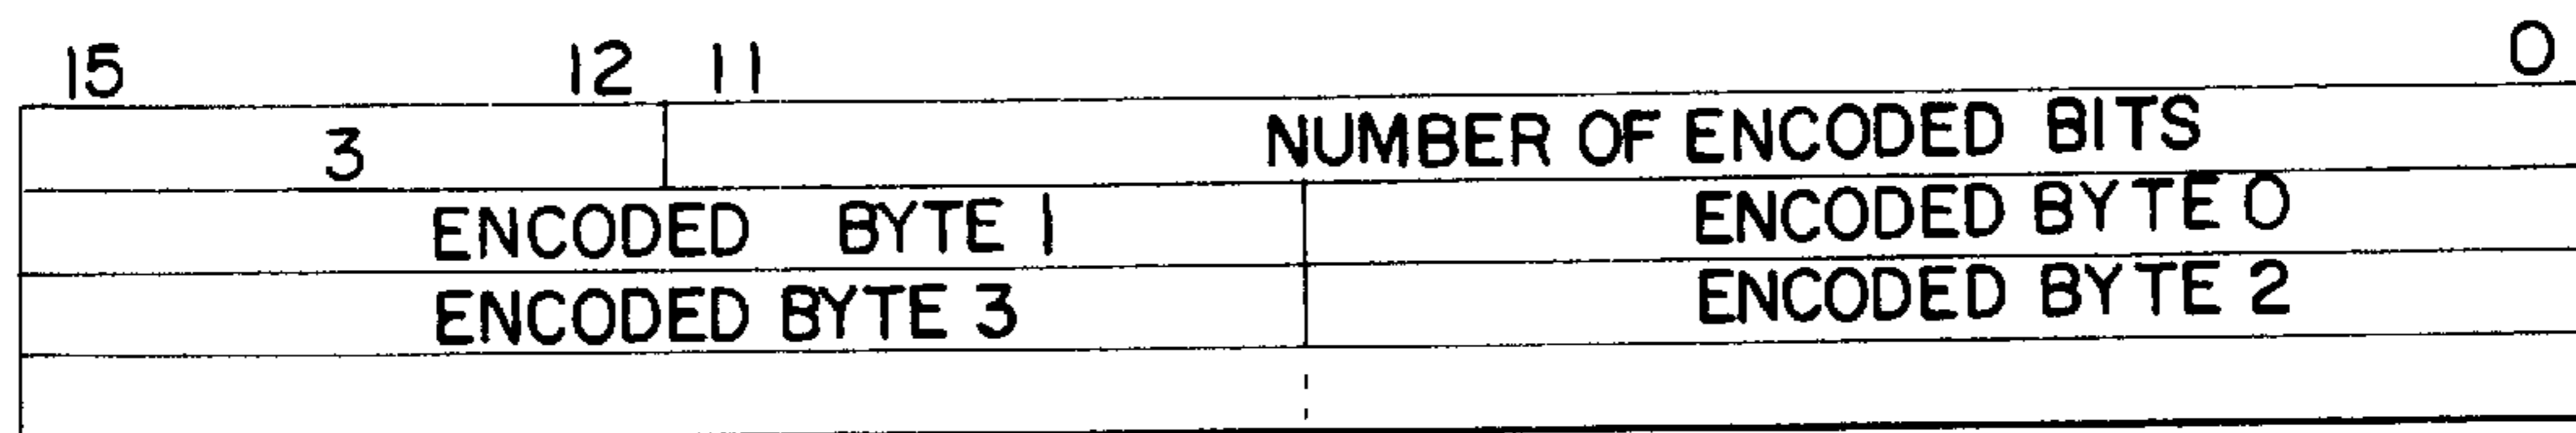 15 12 11 0
3 NUMBER OF ENCODED BITS
ENCODED BYTE 1 ENCODED BYTE 0
ENCODED BYTE 3 ENCODED BYTE 2